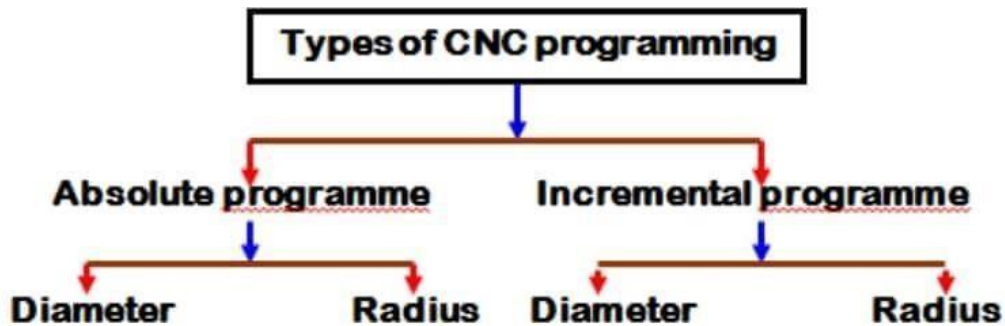 Types of CNC programming
Absolute programme Incremental programme
Diameter Radius Diameter Radius